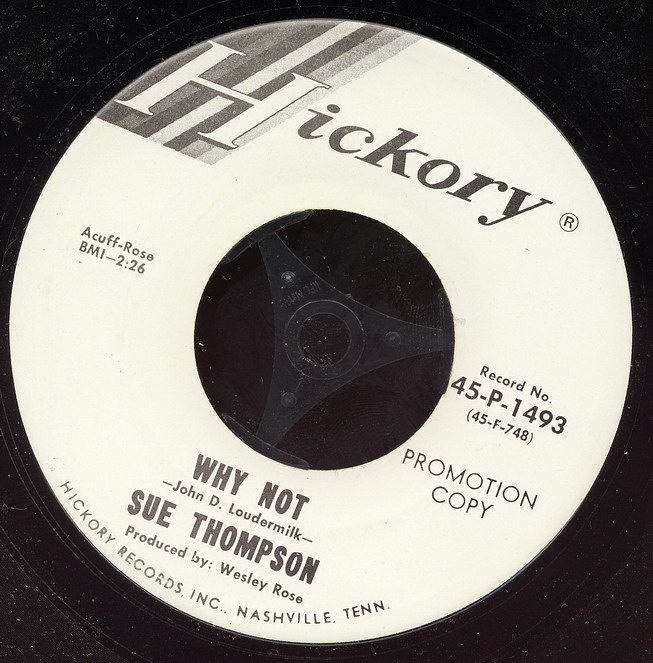 Hickory ®
Acuff-Rose
BMI—2:26
Record No.
45-P-1493
(45-F-748)
PROMOTION
COPY
WHY NOT
—John D. Loudermilk—
SUE THOMPSON
Produced by: Wesley Rose
HICKORY RECORDS, INC., NASHVILLE, TENN.